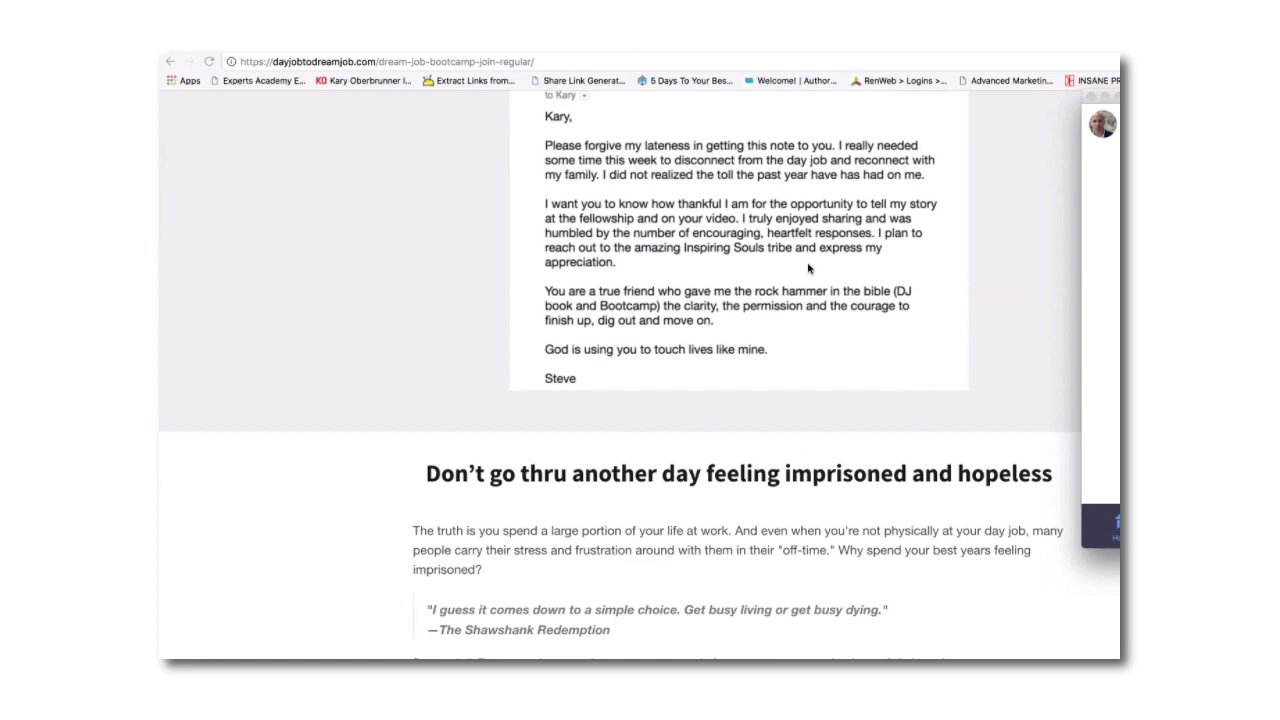 https://dayjobtodreamjob.com/dream-job-bootcamp-join-regular/
Apps Experts Academy E... KO Kary Oberbrunner I... Extract Links from... Share Link Generat... 5 Days To Your Bes... Welcome! | Author... RenWeb > Logins >... Advanced Marketin... INSANE PR
to Kary
Kary,
Please forgive my lateness in getting this note to you. I really needed
some time this week to disconnect from the day job and reconnect with
my family. I did not realized the toll the past year have has had on me.
I want you to know how thankful I am for the opportunity to tell my story
at the fellowship and on your video. I truly enjoyed sharing and was
humbled by the number of encouraging, heartfelt responses. I plan to
reach out to the amazing Inspiring Souls tribe and express my
appreciation.
You are a true friend who gave me the rock hammer in the bible (DJ
book and Bootcamp) the clarity, the permission and the courage to
finish up, dig out and move on.
God is using you to touch lives like mine.
Steve
Don't go thru another day feeling imprisoned and hopeless
The truth is you spend a large portion of your life at work. And even when you're not physically at your day job, many
people carry their stress and frustration around with them in their "off-time." Why spend your best years feeling
imprisoned?
"I guess it comes down to a simple choice. Get busy living or get busy dying."
—The Shawshank Redemption